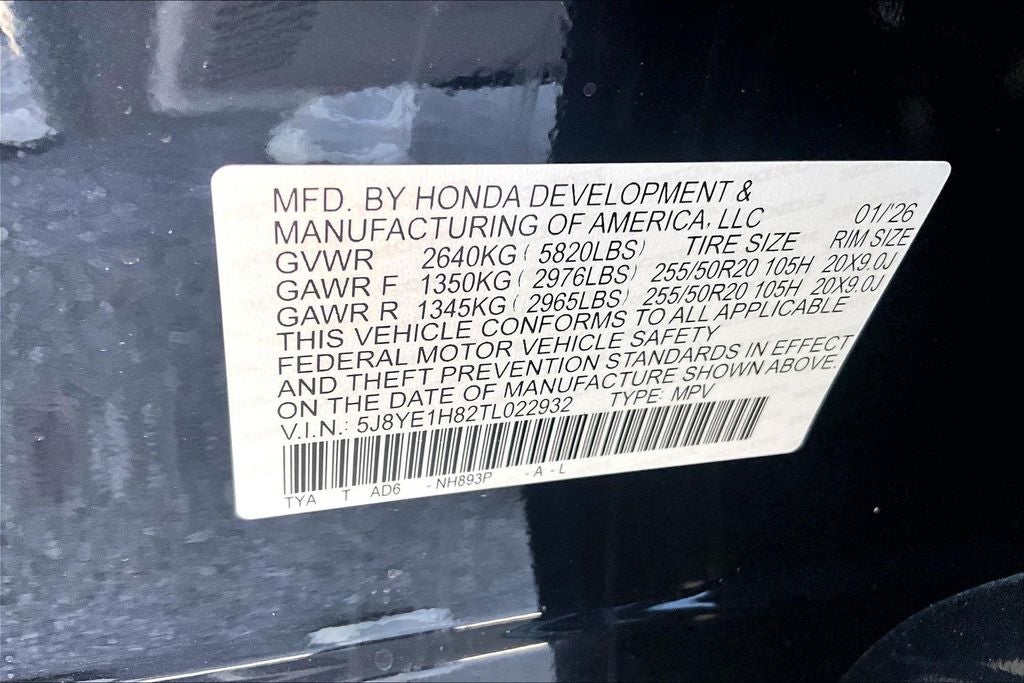 MFD. BY HONDA DEVELOPMENT &
MANUFACTURING OF AMERICA, LLC 01/'26
GVWR 2640KG ( 5820LBS) TIRE SIZE RIM SIZE
GAWR F 1350KG ( 2976LBS) 255/50R20 105H 20X9.0J
GAWR R 1345KG ( 2965LBS) 255/50R20 105H 20X9.0J
THIS VEHICLE CONFORMS TO ALL APPLICABLE
FEDERAL MOTOR VEHICLE SAFETY
AND THEFT PREVENTION STANDARDS IN EFFECT
ON THE DATE OF MANUFACTURE SHOWN ABOVE.
V.I.N.: 5J8YE1H82TL022932 TYPE: MPV
TYA T AD6 - NH893P - A - L